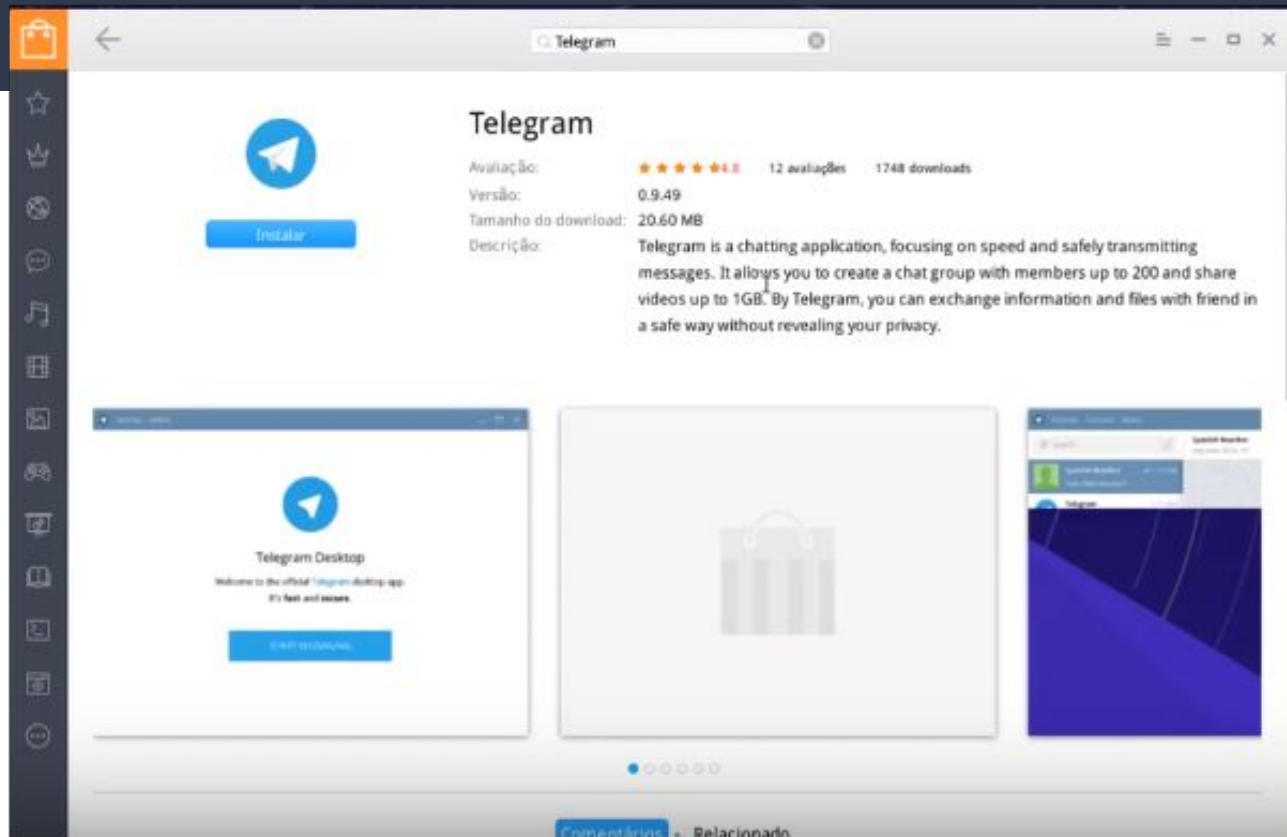 Telegram
Telegram
Avaliação: 4.8 12 avaliações 1748 downloads
Versão: 0.9.49
Tamanho do download: 20.60 MB
Descrição: Telegram is a chatting application, focusing on speed and safely transmitting
messages. It allows you to create a chat group with members up to 200 and share
videos up to 1GB. By Telegram, you can exchange information and files with friend in
a safe way without revealing your privacy.
Instalar
Telegram Desktop
Welcome to the official Telegram desktop app.
It's fast and secure.
START MESSAGING
Telegram
Comentários Relacionado